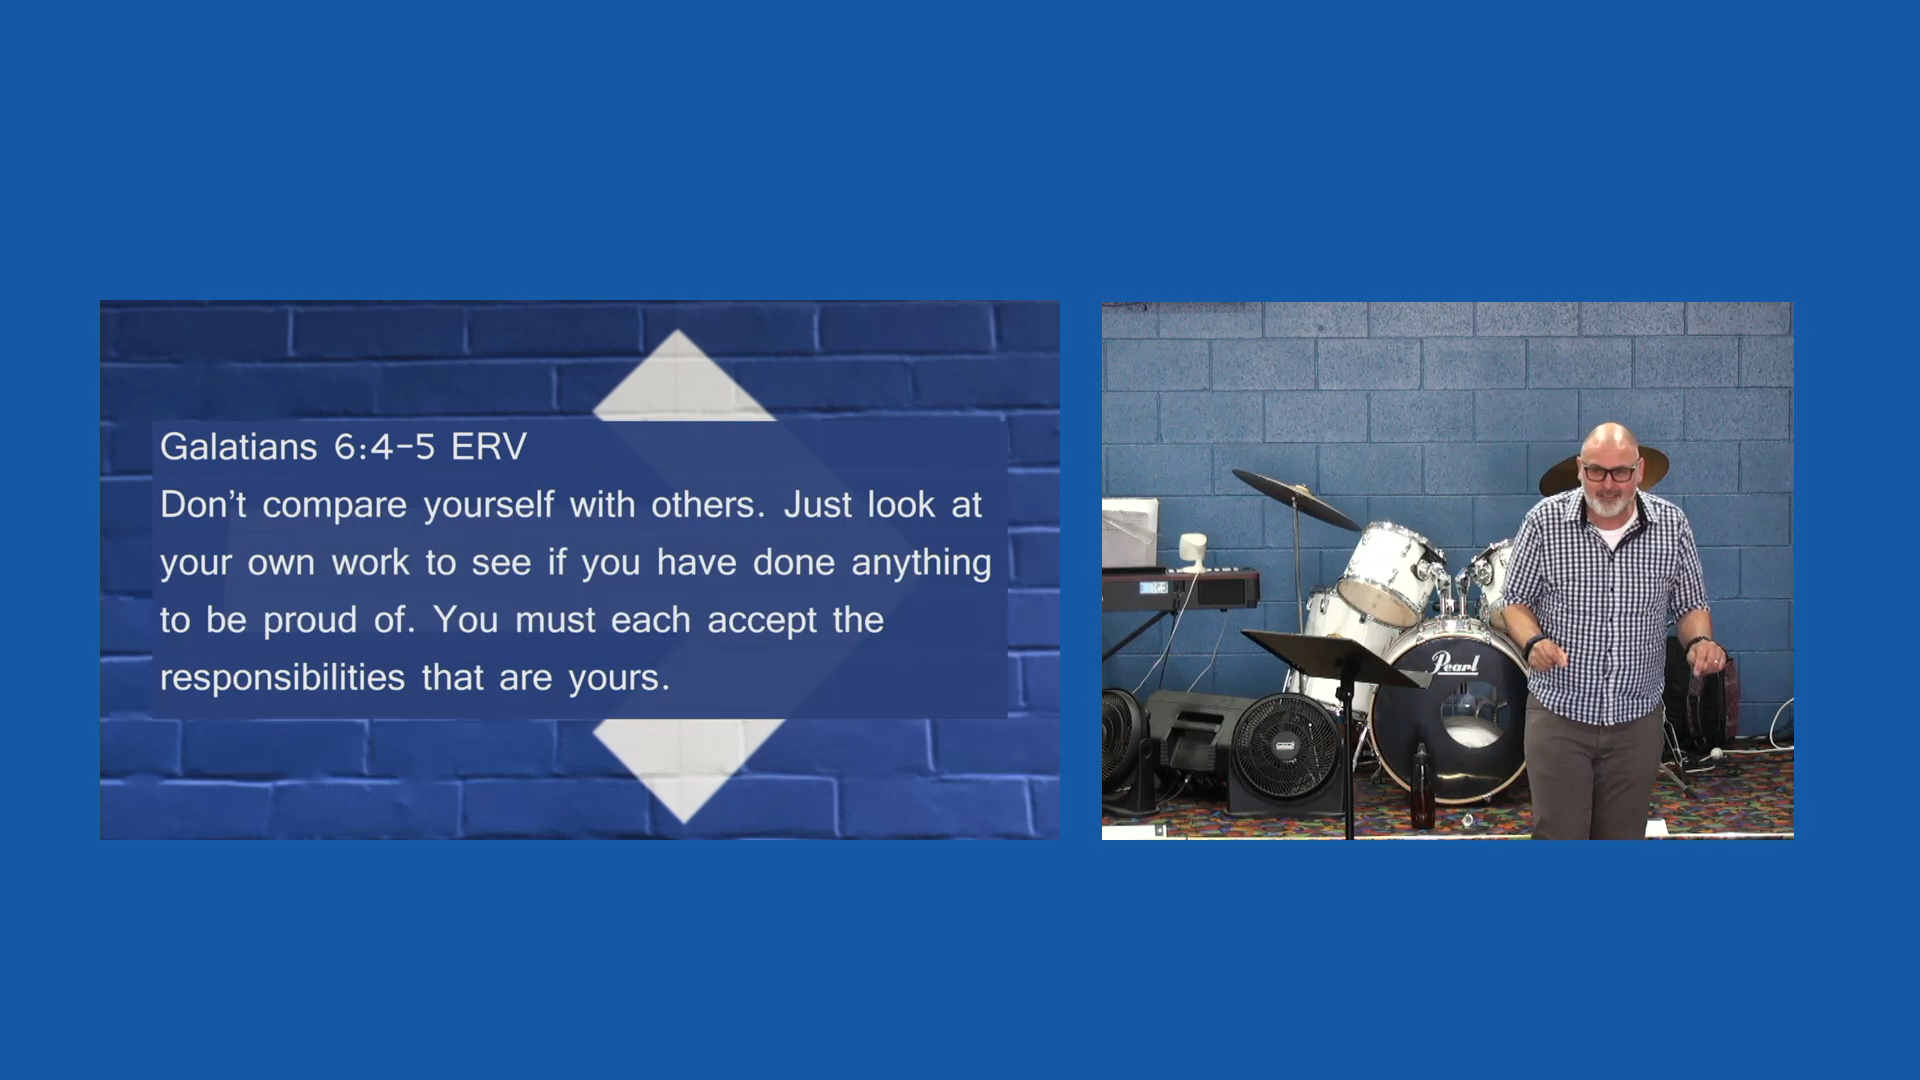 Galatians 6:4–5 ERV
Don’t compare yourself with others. Just look at
your own work to see if you have done anything
to be proud of. You must each accept the
responsibilities that are yours.
Pearl